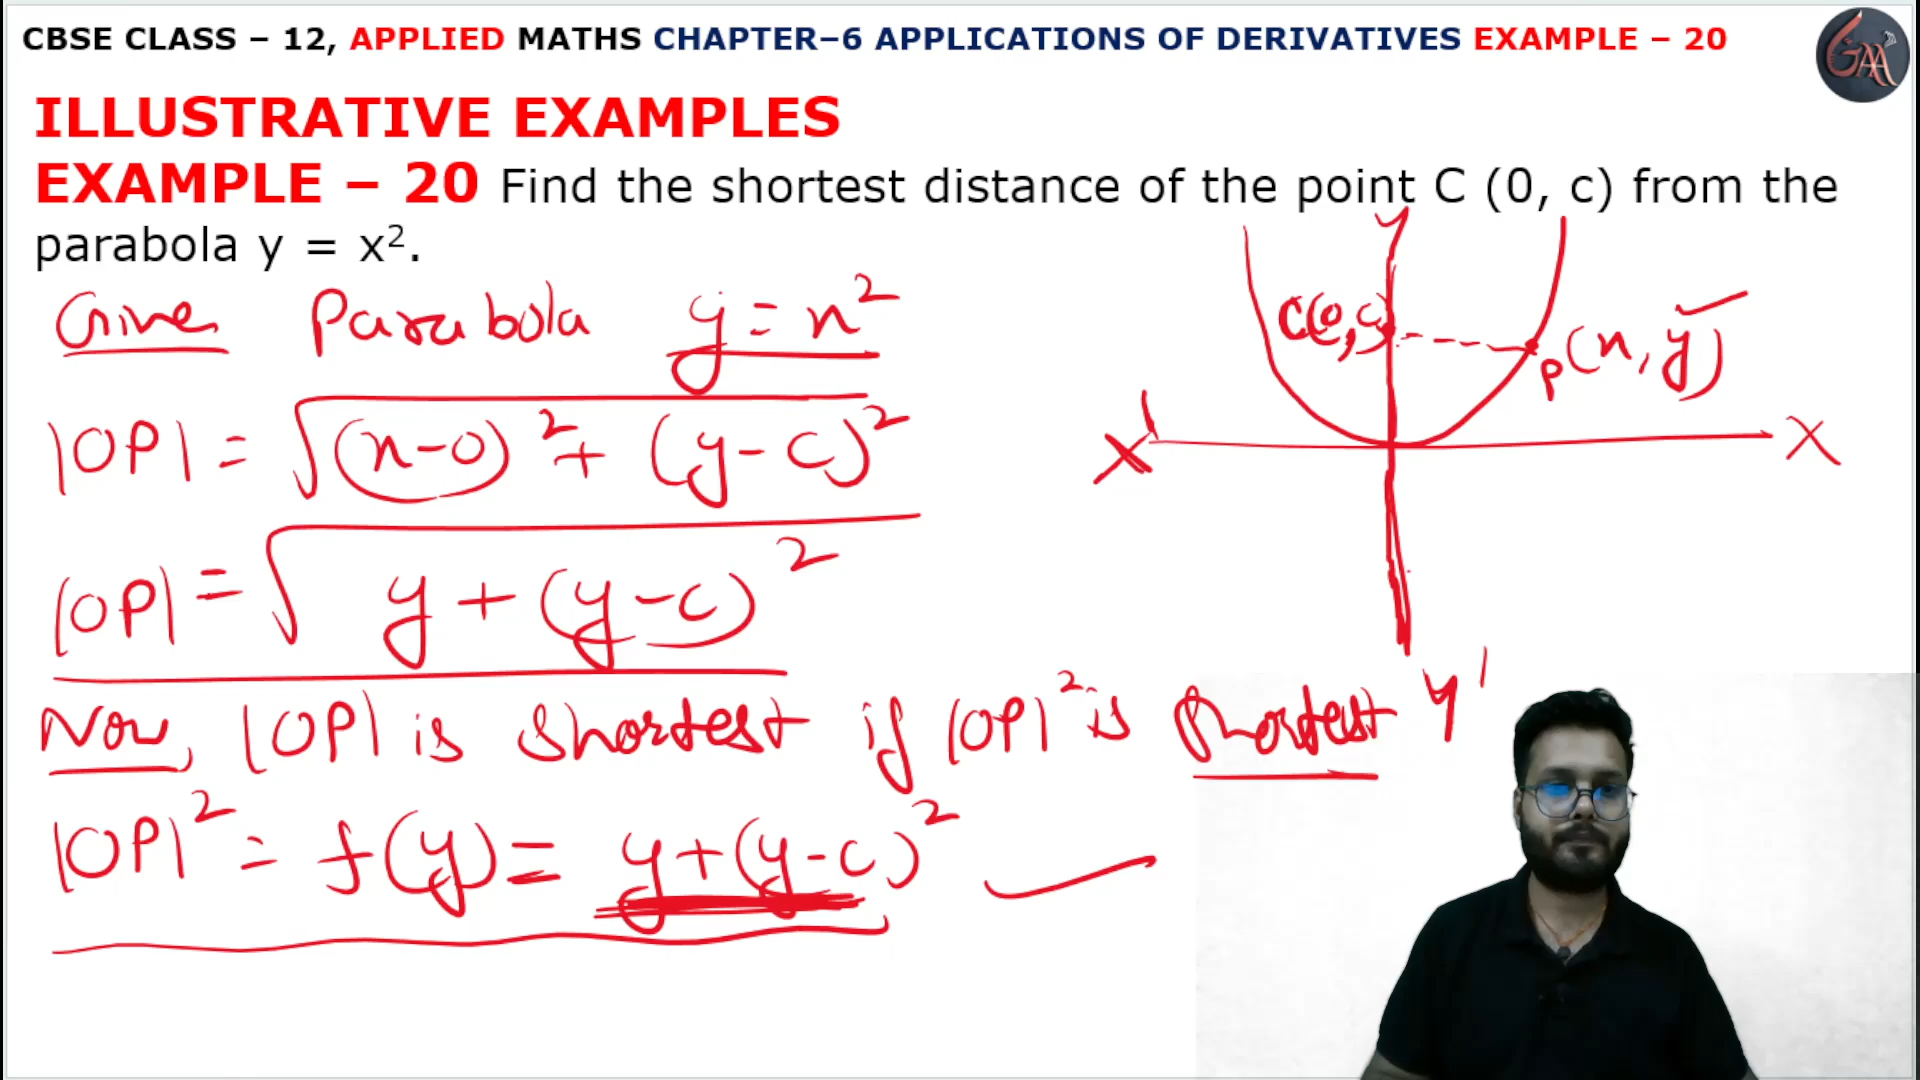 CBSE CLASS – 12, APPLIED MATHS CHAPTER–6 APPLICATIONS OF DERIVATIVES EXAMPLE – 20
ILLUSTRATIVE EXAMPLES
EXAMPLE – 20 Find the shortest distance of the point C (0, c) from the
parabola y = x².
Given Parabola y = x²
|OP| = √(x-0)² + (y-c)²
|OP| = √y + (y-c)²
Now, |OP| is shortest if |OP|² is shortest
|OP|² = f(y) = y+(y-c)²
Y
C(0,c)
P(x, y)
X'
X
Y'